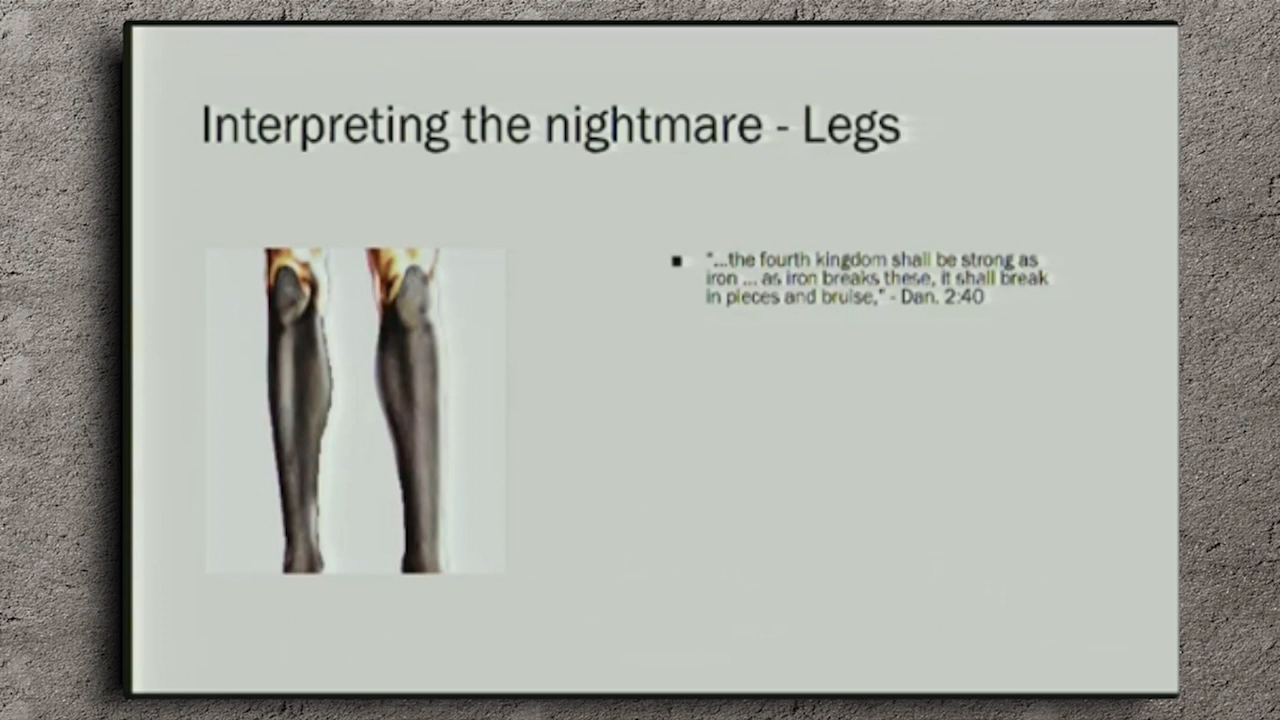 Interpreting the nightmare - Legs
"...the fourth kingdom shall be strong as
iron ... as iron breaks these, it shall break
in pieces and bruise," - Dan. 2:40